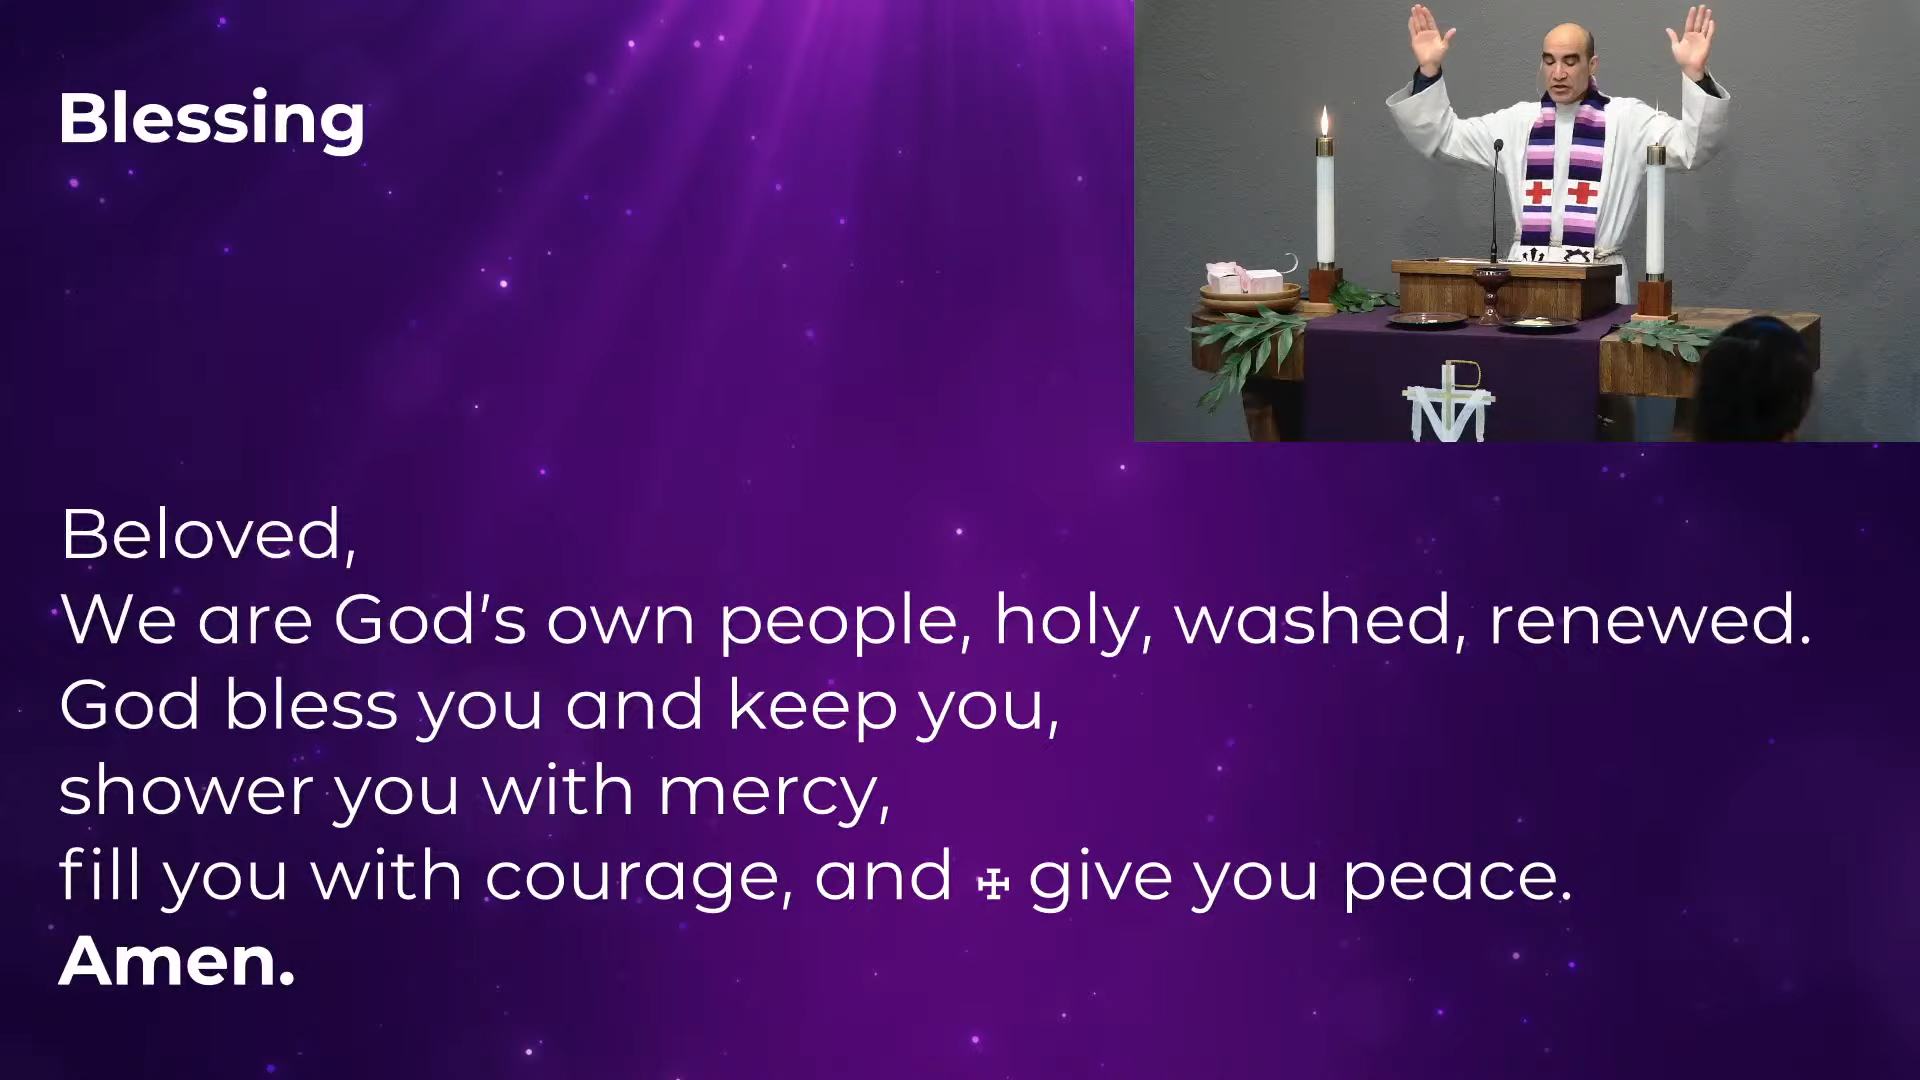 Blessing
Beloved,
We are God’s own people, holy, washed, renewed.
God bless you and keep you,
shower you with mercy,
fill you with courage, and ✠ give you peace.
Amen.